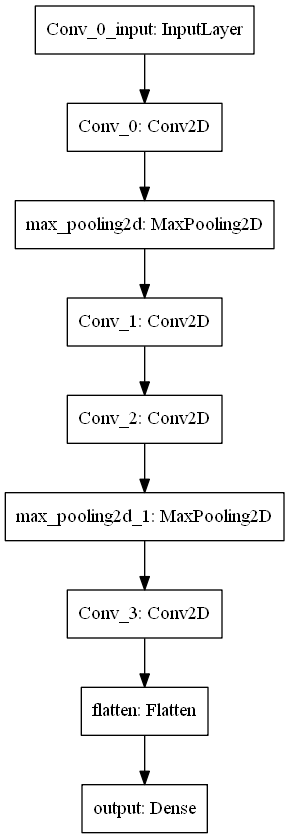 Conv_0_input: InputLayer
Conv_0: Conv2D
max_pooling2d: MaxPooling2D
Conv_1: Conv2D
Conv_2: Conv2D
max_pooling2d_1: MaxPooling2D
Conv_3: Conv2D
flatten: Flatten
output: Dense